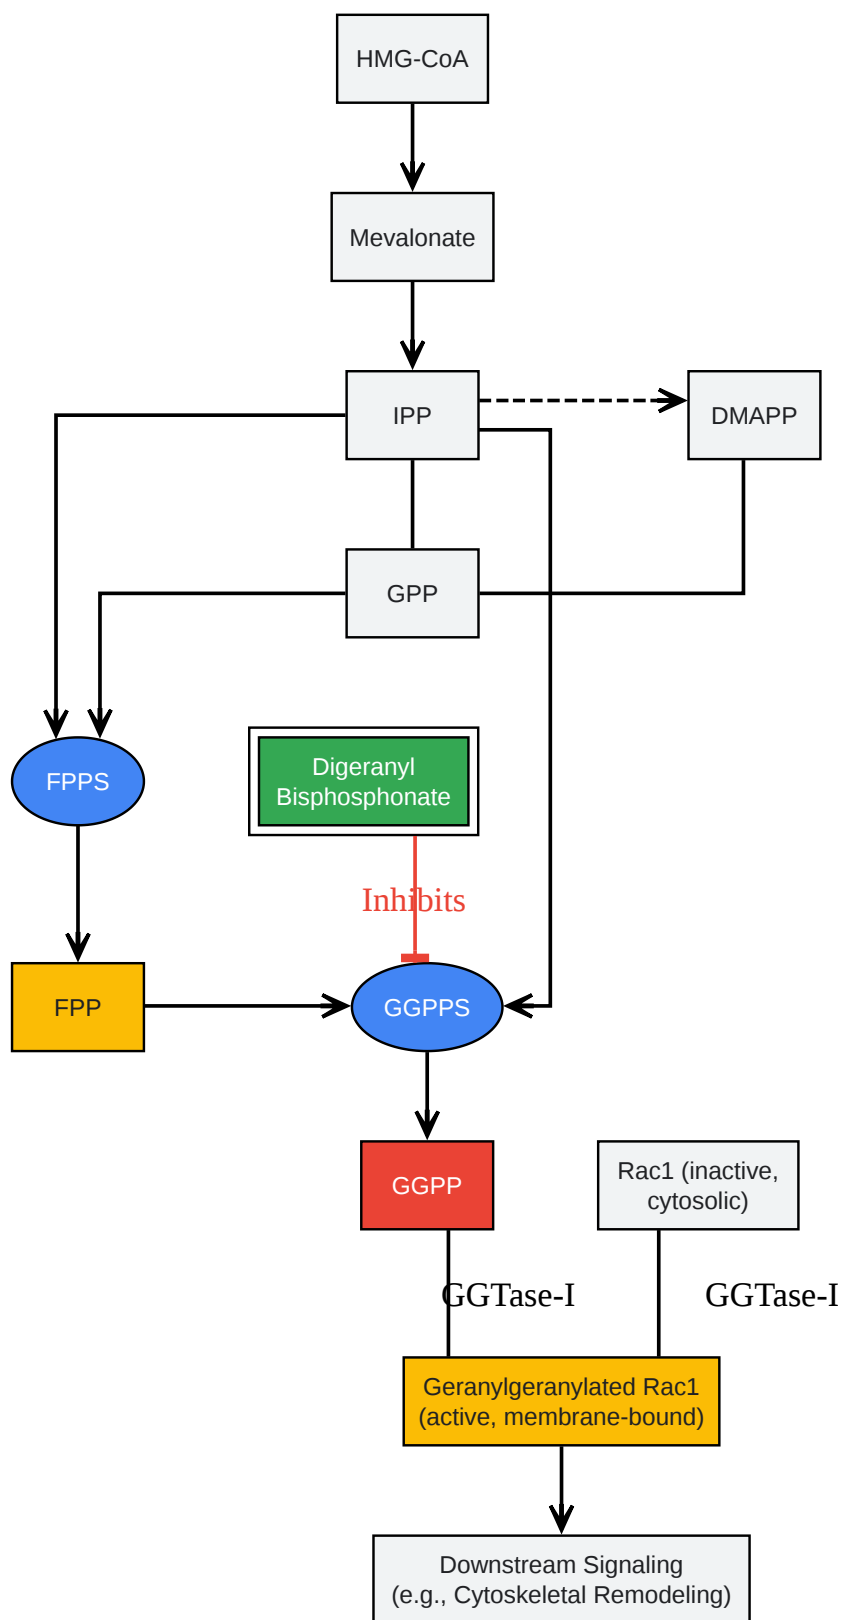 HMG-CoA
Mevalonate
IPP
DMAPP
GPP
FPPS
Digeranyl
Bisphosphonate
Inhibits
FPP
GGPPS
GGPP
Rac1 (inactive,
cytosolic)
GGTase-I
GGTase-I
Geranylgeranylated Rac1
(active, membrane-bound)
Downstream Signaling
(e.g., Cytoskeletal Remodeling)